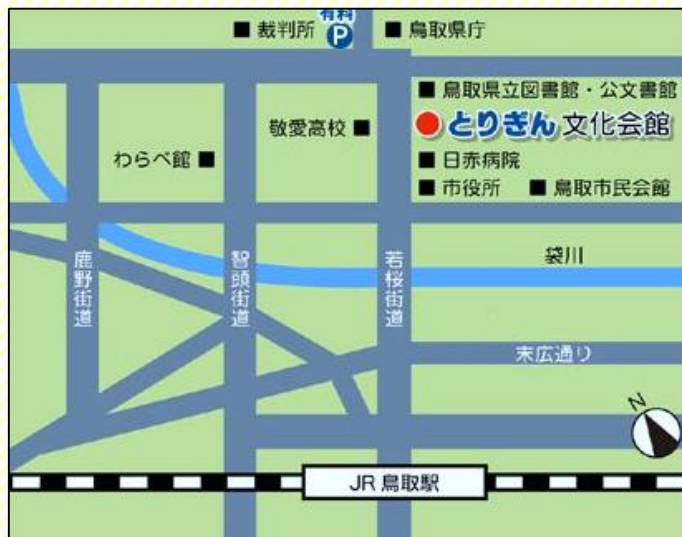 有料
P
■ 裁判所
■ 鳥取県庁
■ 鳥取県立図書館・公文書館
● とりぎん 文化会館
敬愛高校 ■
わらべ館 ■
■ 日赤病院
■ 市役所 ■ 鳥取市民会館
鹿野街道
智頭街道
若桜街道
袋川
末広通り
N
JR 鳥取駅